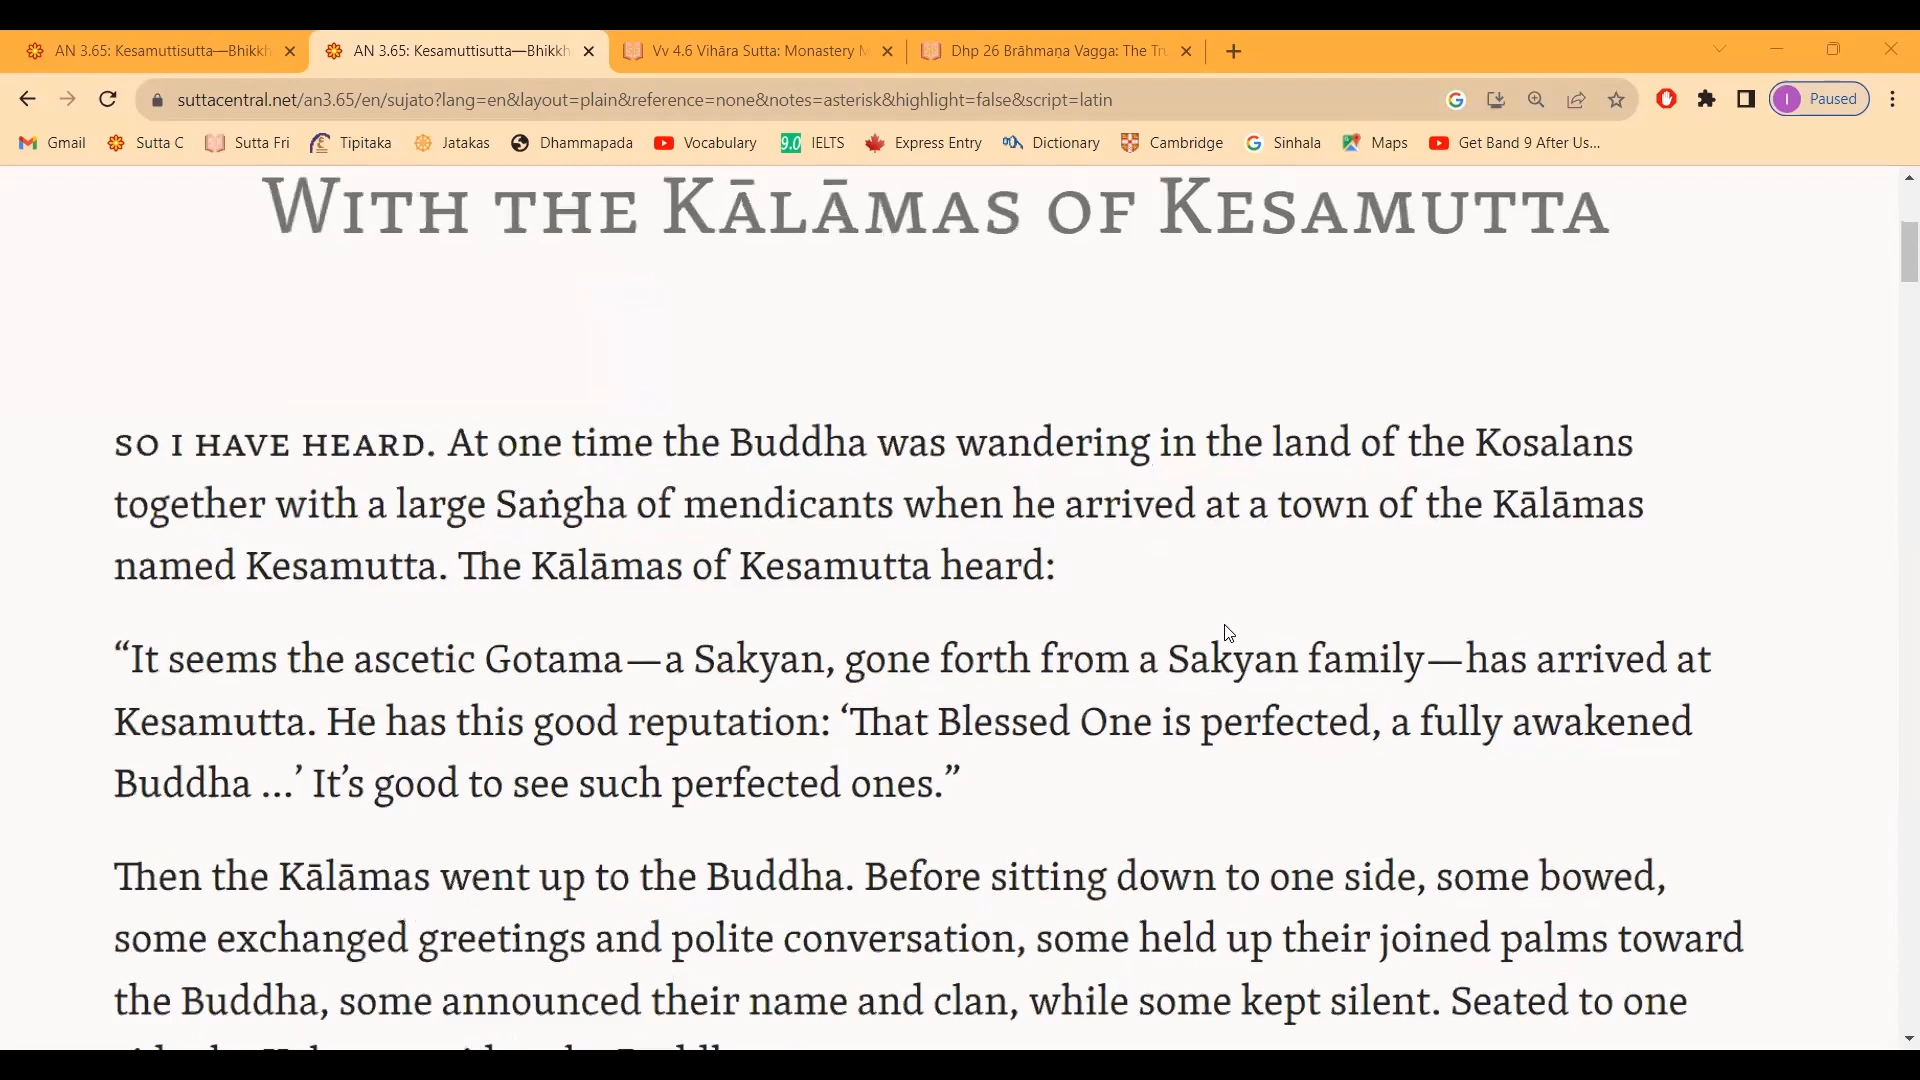 AN 3.65: Kesamuttisutta—Bhikkh
AN 3.65: Kesamuttisutta—Bhikkh
Vv 4.6 Vihāra Sutta: Monastery
Dhp 26 Brāhmaṇa Vagga: The Tru
suttacentral.net/an3.65/en/sujato?lang=en&layout=plain&reference=none&notes=asterisk&highlight=false&script=latin
I Paused
Gmail Sutta C Sutta Fri Tipitaka Jatakas Dhammapada Vocabulary 9.0 IELTS Express Entry Dictionary Cambridge Sinhala Maps Get Band 9 After Us...
With the Kālāmas of Kesamutta
So I have heard. At one time the Buddha was wandering in the land of the Kosalans
together with a large Saṅgha of mendicants when he arrived at a town of the Kālāmas
named Kesamutta. The Kālāmas of Kesamutta heard:
“It seems the ascetic Gotama—a Sakyan, gone forth from a Sakyan family—has arrived at
Kesamutta. He has this good reputation: ‘That Blessed One is perfected, a fully awakened
Buddha …’ It’s good to see such perfected ones.”
Then the Kālāmas went up to the Buddha. Before sitting down to one side, some bowed,
some exchanged greetings and polite conversation, some held up their joined palms toward
the Buddha, some announced their name and clan, while some kept silent. Seated to one